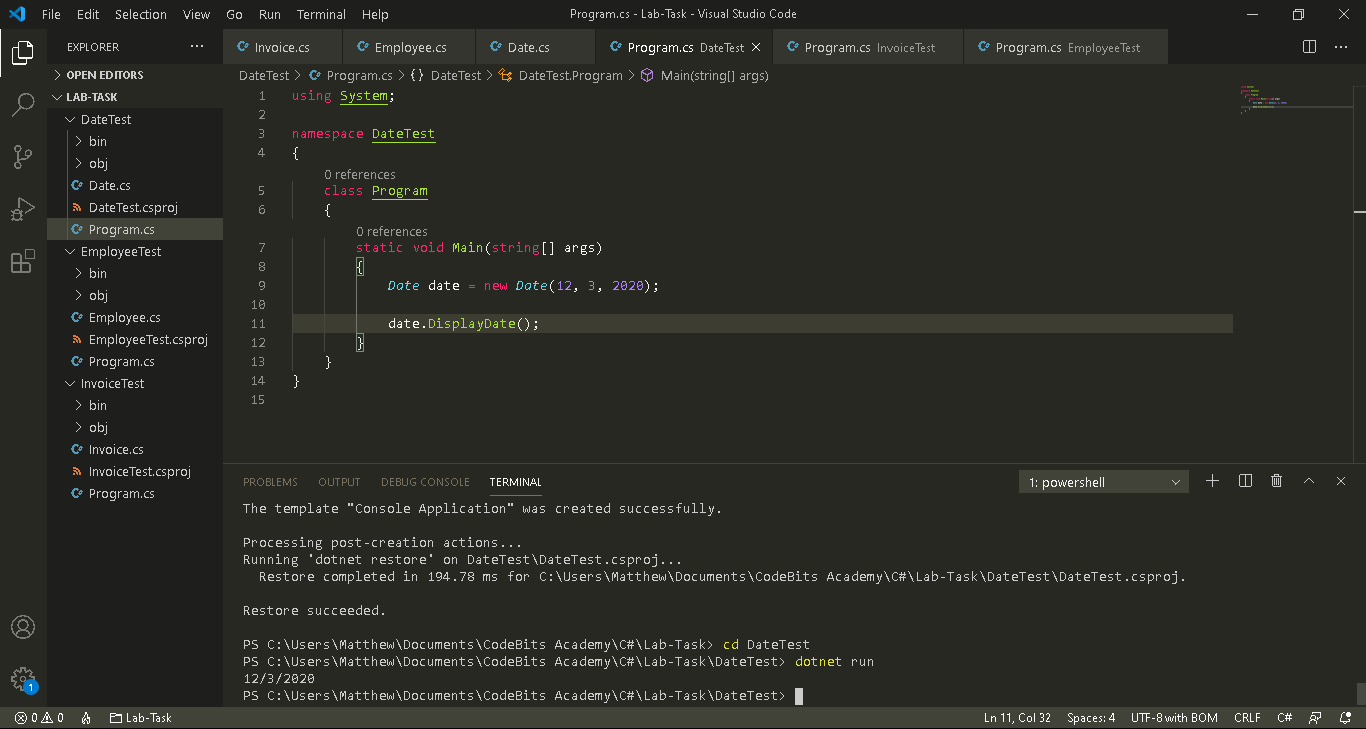 File Edit Selection View Go Run Terminal Help Program.cs - Lab-Task - Visual Studio Code
EXPLORER
Invoice.cs Employee.cs Date.cs Program.cs DateTest Program.cs InvoiceTest Program.cs EmployeeTest
OPEN EDITORS
LAB-TASK
DateTest
bin
obj
Date.cs
DateTest.csproj
Program.cs
EmployeeTest
bin
obj
Employee.cs
EmployeeTest.csproj
Program.cs
InvoiceTest
bin
obj
Invoice.cs
InvoiceTest.csproj
Program.cs
DateTest > Program.cs > {} DateTest > DateTest.Program > Main(string[] args)
1 using System;
2
3 namespace DateTest
4 {
0 references
5 class Program
6 {
0 references
7 static void Main(string[] args)
8 {
9 Date date = new Date(12, 3, 2020);
10
11 date.DisplayDate();
12 }
13 }
14 }
15
PROBLEMS OUTPUT DEBUG CONSOLE TERMINAL 1: powershell
The template "Console Application" was created successfully.
Processing post-creation actions...
Running 'dotnet restore' on DateTest\DateTest.csproj...
Restore completed in 194.78 ms for C:\Users\Matthew\Documents\CodeBits Academy\C#\Lab-Task\DateTest\DateTest.csproj.
Restore succeeded.
PS C:\Users\Matthew\Documents\CodeBits Academy\C#\Lab-Task> cd DateTest
PS C:\Users\Matthew\Documents\CodeBits Academy\C#\Lab-Task\DateTest> dotnet run
12/3/2020
PS C:\Users\Matthew\Documents\CodeBits Academy\C#\Lab-Task\DateTest>
1
0 0 Lab-Task Ln 11, Col 32 Spaces: 4 UTF-8 with BOM CRLF C#